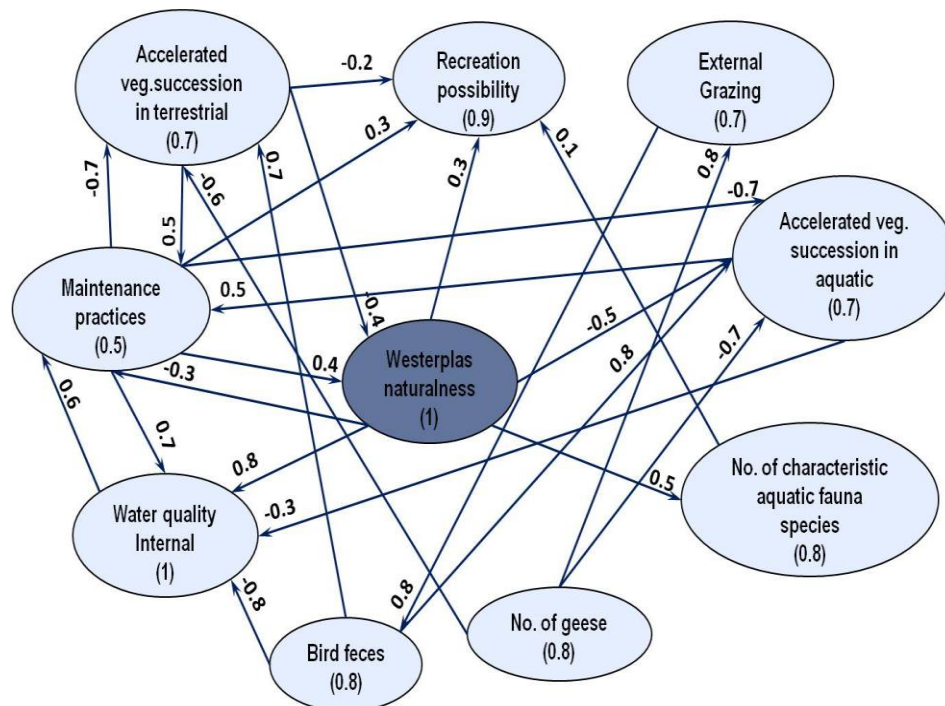 Accelerated
veg.succession
in terrestrial
(0.7)
-0.2
Recreation
possibility
(0.9)
External
Grazing
(0.7)
0.3
0.1
0.8
-0.7
0.5
-0.6
0.7
0.3
-0.7
Accelerated veg.
succession in
aquatic
(0.7)
Maintenance
practices
(0.5)
0.5
-0.4
-0.5
0.8
-0.7
Westerplas
naturalness
(1)
0.4
-0.3
0.6
0.7
0.8
0.5
No. of characteristic
aquatic fauna
species
(0.8)
Water quality
Internal
(1)
-0.3
-0.8
0.8
Bird feces
(0.8)
No. of geese
(0.8)